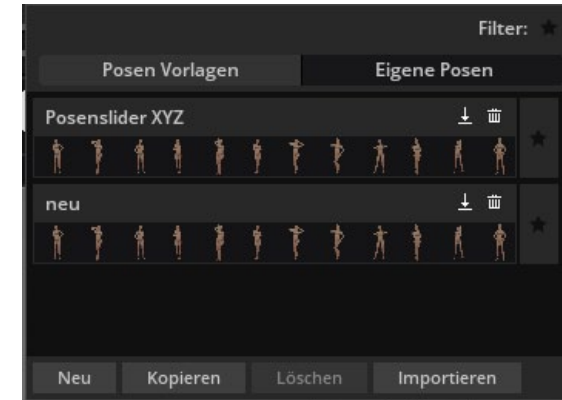 Filter:
Posen Vorlagen Eigene Posen
Posenslider XYZ
neu
Neu Kopieren Löschen Importieren